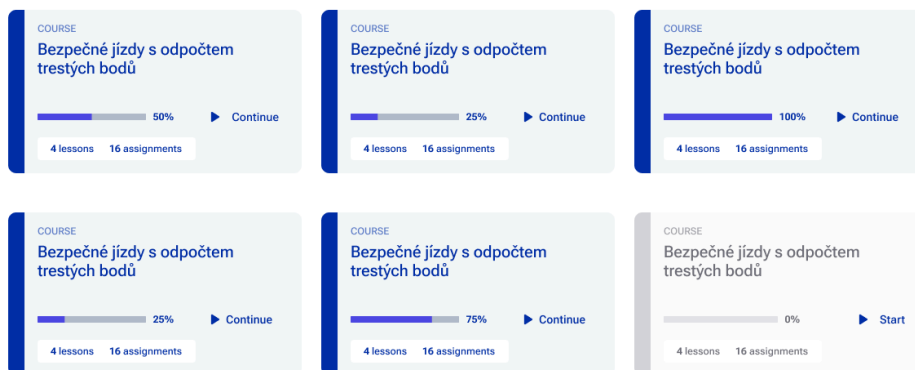 COURSE
Bezpečné jízdy s odpočtem
trestých bodů
50% Continue
4 lessons 16 assignments
COURSE
Bezpečné jízdy s odpočtem
trestých bodů
25% Continue
4 lessons 16 assignments
COURSE
Bezpečné jízdy s odpočtem
trestých bodů
100% Continue
4 lessons 16 assignments
COURSE
Bezpečné jízdy s odpočtem
trestých bodů
25% Continue
4 lessons 16 assignments
COURSE
Bezpečné jízdy s odpočtem
trestých bodů
75% Continue
4 lessons 16 assignments
COURSE
Bezpečné jízdy s odpočtem
trestých bodů
0% Start
4 lessons 16 assignments